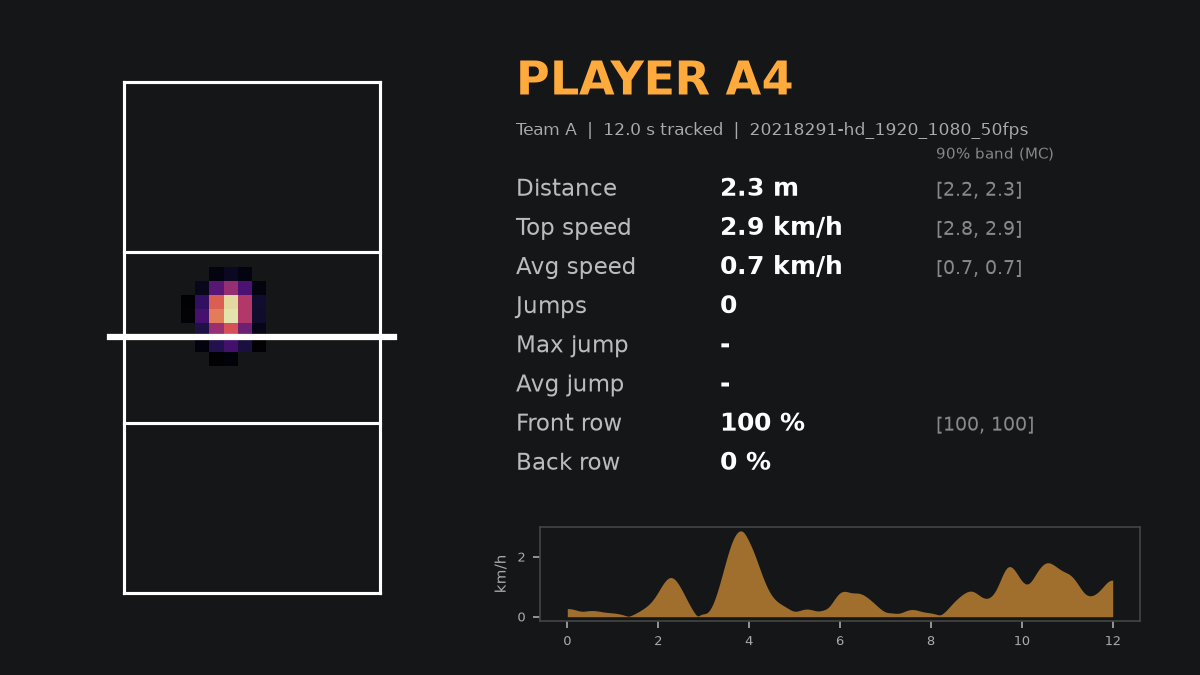 PLAYER A4
Team A | 12.0 s tracked | 20218291-hd_1920_1080_50fps
90% band (MC)
Distance 2.3 m [2.2, 2.3]
Top speed 2.9 km/h [2.8, 2.9]
Avg speed 0.7 km/h [0.7, 0.7]
Jumps 0
Max jump -
Avg jump -
Front row 100 % [100, 100]
Back row 0 %
km/h
2
0
0 2 4 6 8 10 12